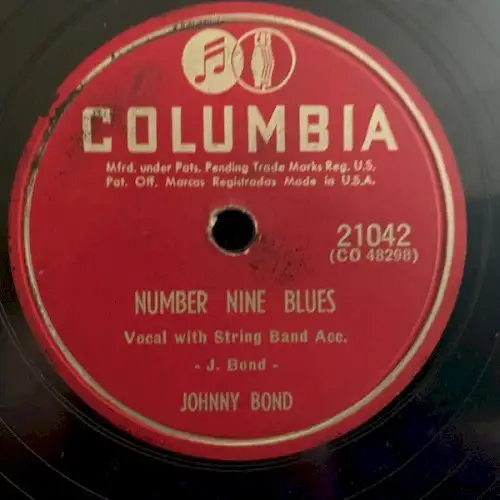 COLUMBIA
Mfrd. under Pats. Pending Trade Marks Reg. U.S.
Pat. Off. Marcas Registradas Made in U.S.A.
21042
(CO 48298)
NUMBER NINE BLUES
Vocal with String Band Acc.
- J. Bond -
JOHNNY BOND